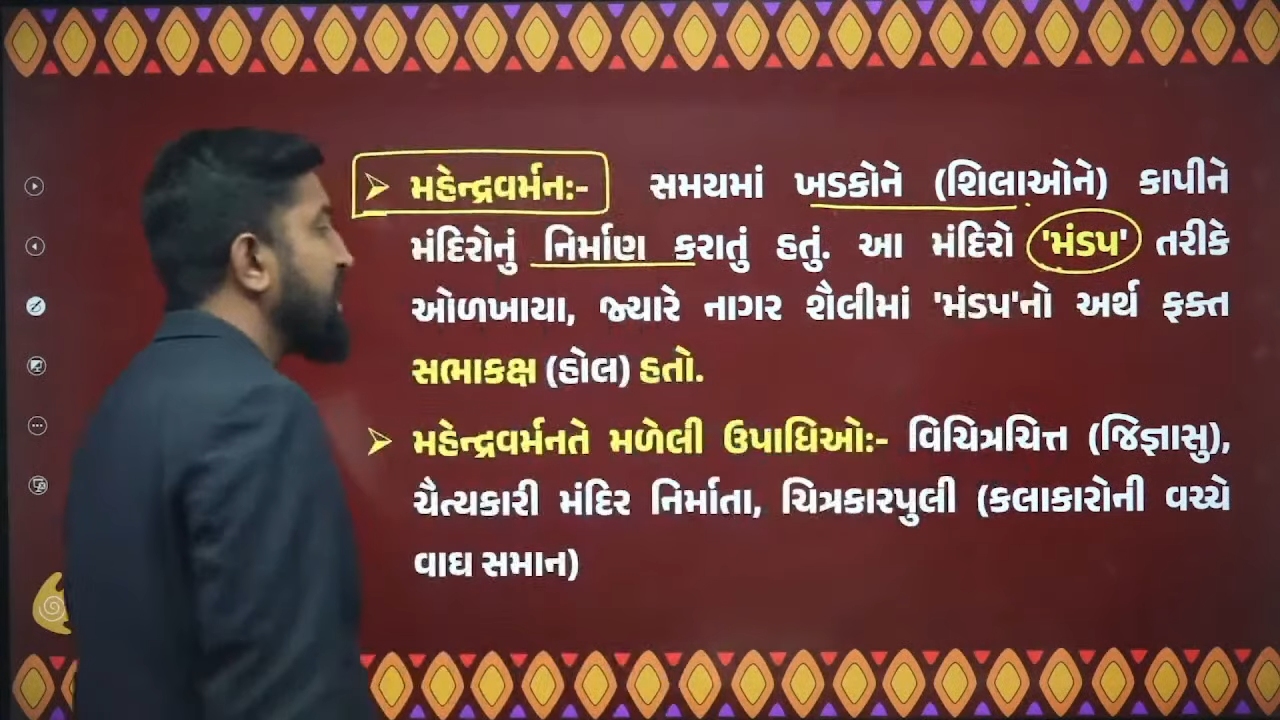 ➤ મહેન્દ્રવર્મનઃ- સમયમાં ખડકોને (શિલાઓને) કાપીને
મંદિરોનું નિર્માણ કરાતું હતું. આ મંદિરો 'મંડપ' તરીકે
ઓળખાયા, જ્યારે નાગર શૈલીમાં 'મંડપ'નો અર્થ ફક્ત
સભાકક્ષ (હોલ) હતો.
➤ મહેન્દ્રવર્મનતે મળેલી ઉપાધિઓઃ- વિચિત્રચિત્ત (જિજ્ઞાસુ),
ચૈત્યકારી મંદિર નિર્માતા, ચિત્રકારપુલી (કલાકારોની વચ્ચે
વાઘ સમાન)